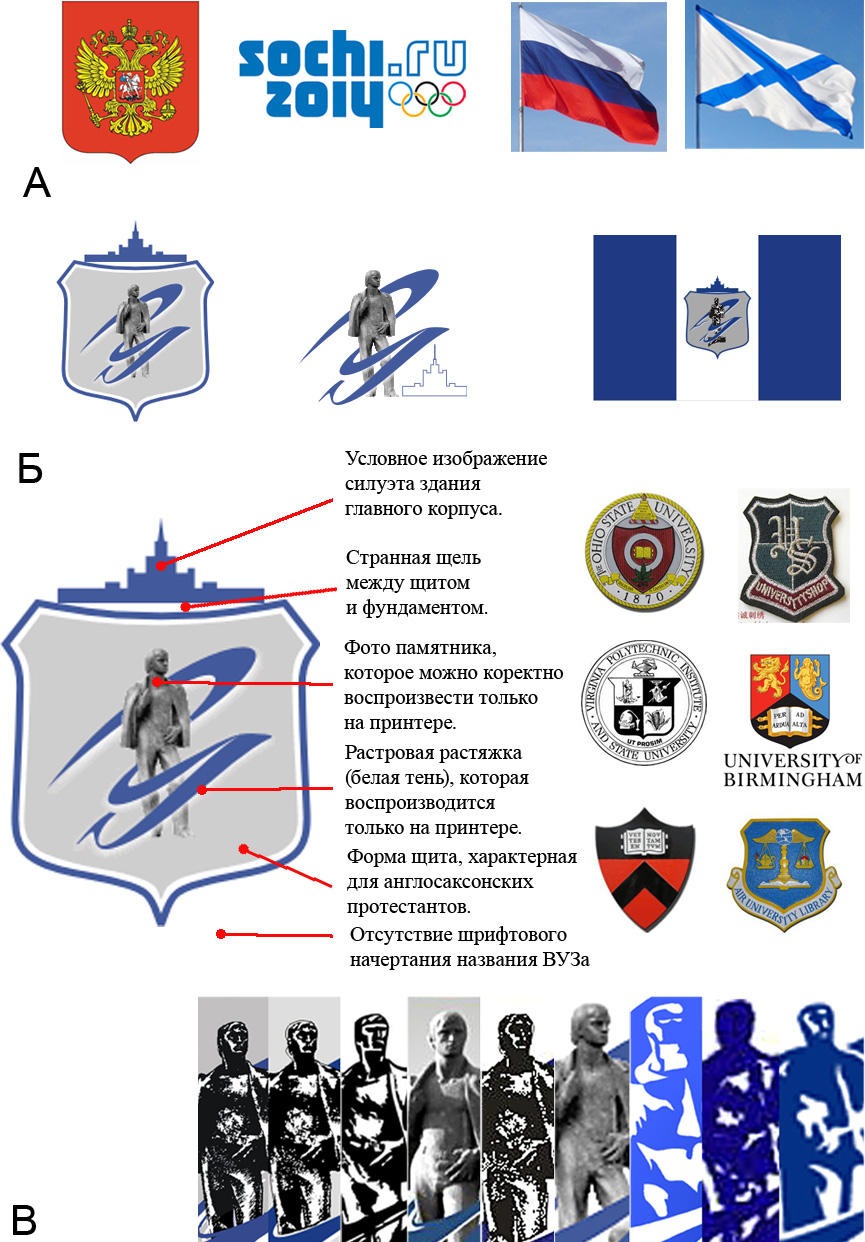 sochi.ru
2014
А
Б
Условное изображение
силуэта здания
главного корпуса.
Странная щель
между щитом
и фундаментом.
Фото памятника,
которое можно коректно
воспроизвести только
на принтере.
Растровая растяжка
(белая тень), которая
воспроизводится
только на принтере.
Форма щита, характерная
для англосаксонских
протестантов.
Отсутствие шрифтового
начертания названия ВУЗа
THE OHIO STATE UNIVERSITY
1870
US
UNIVERSITYSHOP
VIRGINIA POLYTECHNIC INSTITUTE
AND STATE UNIVERSITY
UT PROSIM
PER AD
ARDUA ALTA
UNIVERSITY OF
BIRMINGHAM
VET NOV
TES TAM
EN TVM
AIR UNIVERSITY LIBRARY
В